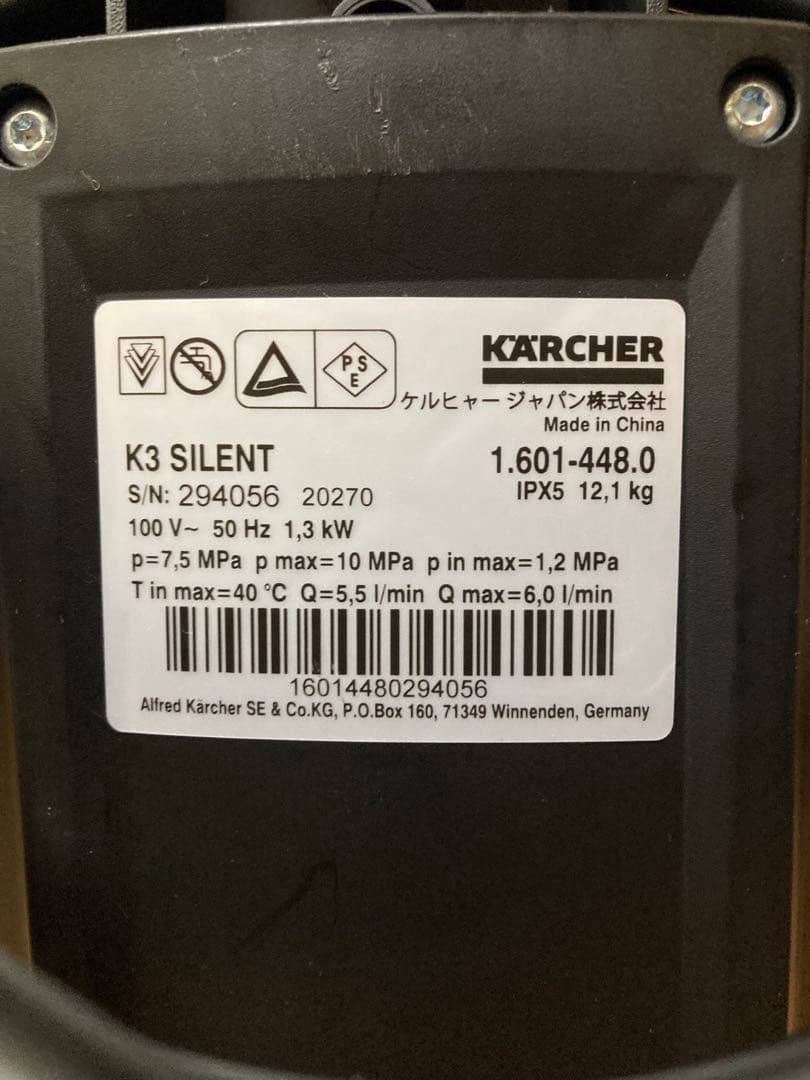 P S
E
KÄRCHER
ケルヒャー ジャパン株式会社
Made in China
K3 SILENT 1.601-448.0
S/N: 294056 20270 IPX5 12,1 kg
100 V~ 50 Hz 1,3 kW
p=7,5 MPa p max=10 MPa p in max=1,2 MPa
T in max=40 °C Q=5,5 l/min Q max=6,0 l/min
16014480294056
Alfred Kärcher SE & Co.KG, P.O.Box 160, 71349 Winnenden, Germany